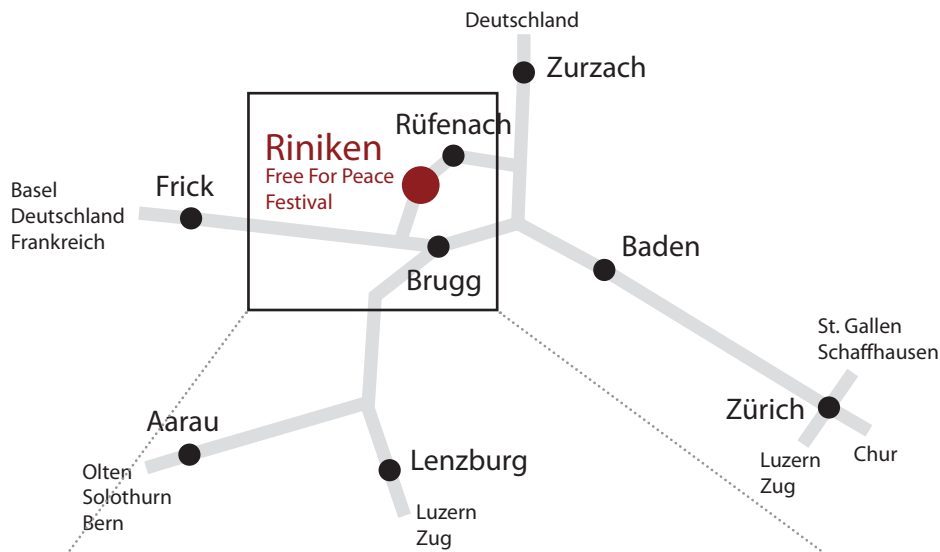 Deutschland
Zurzach
Rüfenach
Riniken
Free For Peace
Festival
Frick
Basel
Deutschland
Frankreich
Brugg
Baden
St. Gallen
Schaffhausen
Zürich
Luzern
Zug
Chur
Aarau
Olten
Solothurn
Bern
Lenzburg
Luzern
Zug